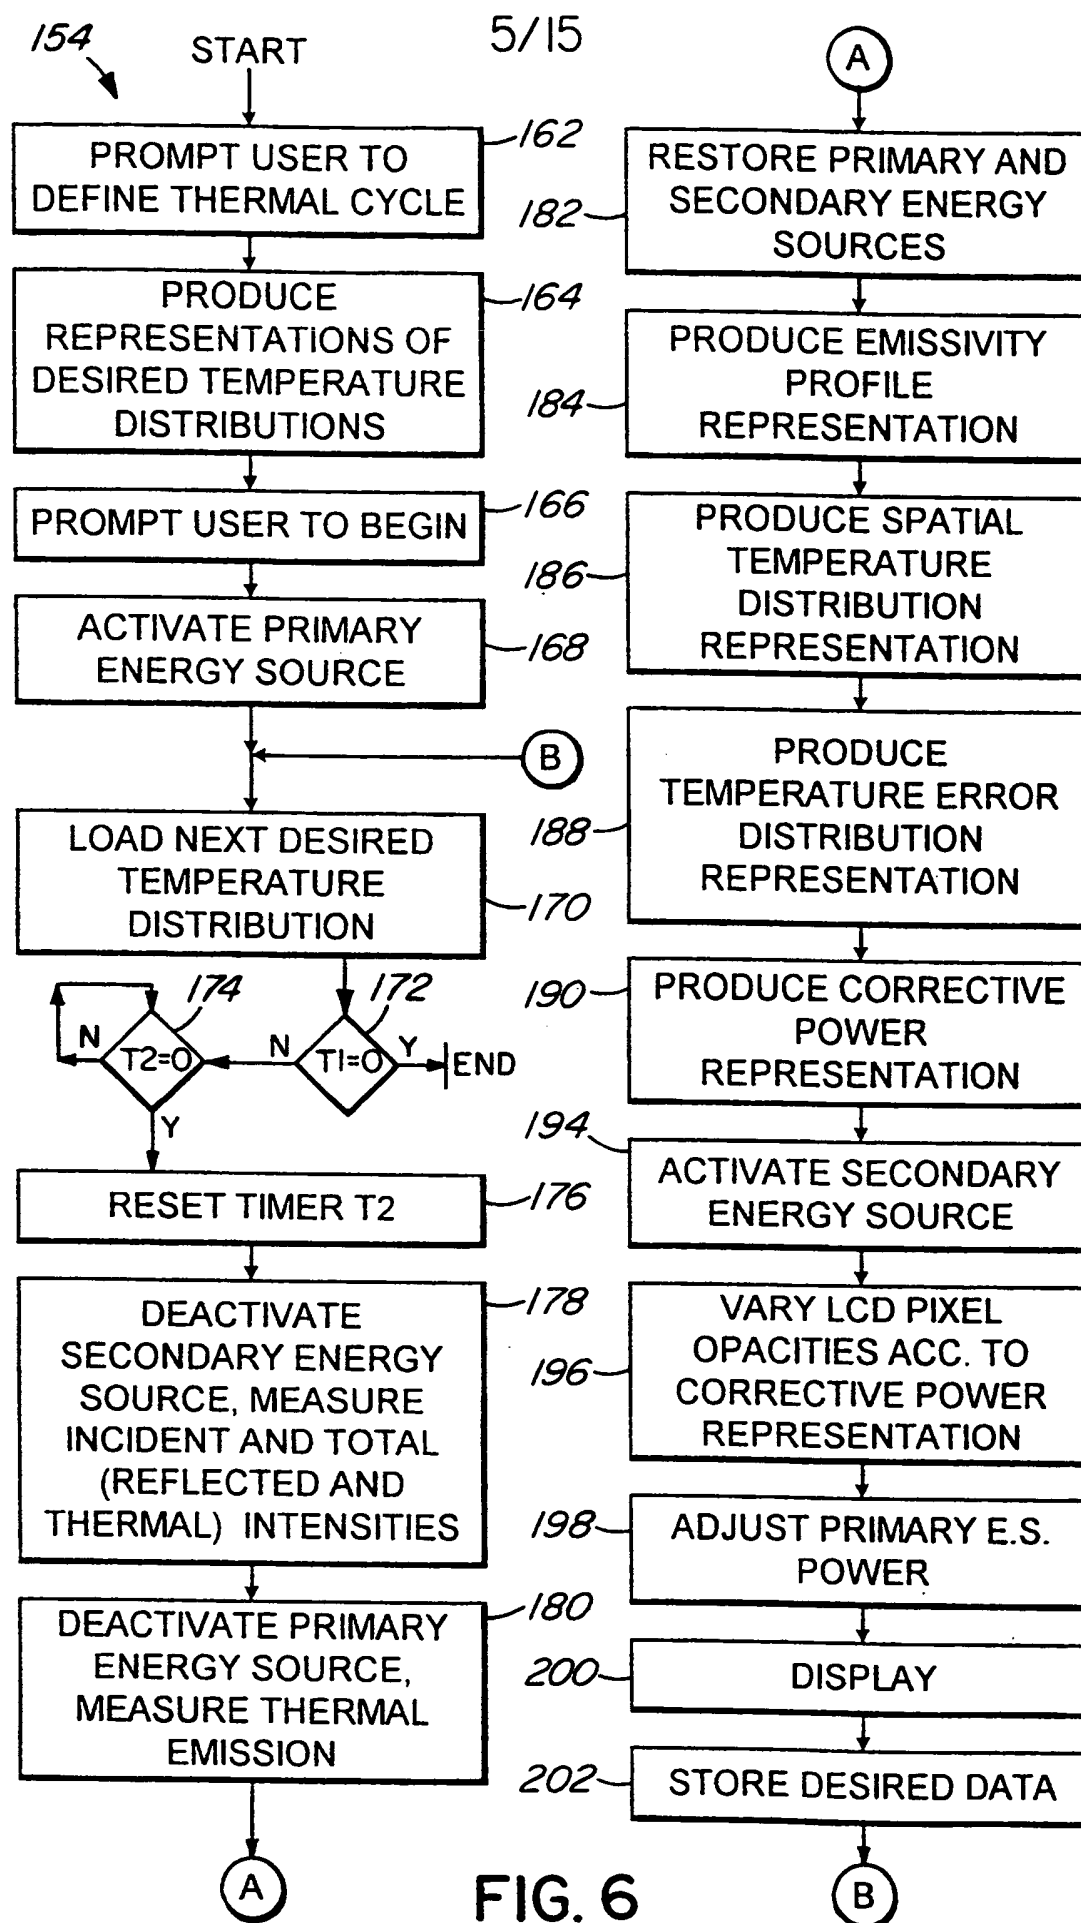 5/15
154
START
162
PROMPT USER TO
DEFINE THERMAL CYCLE
164
PRODUCE
REPRESENTATIONS OF
DESIRED TEMPERATURE
DISTRIBUTIONS
166
PROMPT USER TO BEGIN
168
ACTIVATE PRIMARY
ENERGY SOURCE
B
LOAD NEXT DESIRED
TEMPERATURE
DISTRIBUTION
170
174
172
N
T2=0
N
T1=0
Y
END
Y
RESET TIMER T2
176
DEACTIVATE
SECONDARY ENERGY
SOURCE, MEASURE
INCIDENT AND TOTAL
(REFLECTED AND
THERMAL) INTENSITIES
178
DEACTIVATE PRIMARY
ENERGY SOURCE,
MEASURE THERMAL
EMISSION
180
A
A
RESTORE PRIMARY AND
SECONDARY ENERGY
SOURCES
182
PRODUCE EMISSIVITY
PROFILE
REPRESENTATION
184
PRODUCE SPATIAL
TEMPERATURE
DISTRIBUTION
REPRESENTATION
186
PRODUCE
TEMPERATURE ERROR
DISTRIBUTION
REPRESENTATION
188
PRODUCE CORRECTIVE
POWER
REPRESENTATION
190
194
ACTIVATE SECONDARY
ENERGY SOURCE
VARY LCD PIXEL
OPACITIES ACC. TO
CORRECTIVE POWER
REPRESENTATION
196
ADJUST PRIMARY E.S.
POWER
198
DISPLAY
200
STORE DESIRED DATA
202
B
FIG. 6